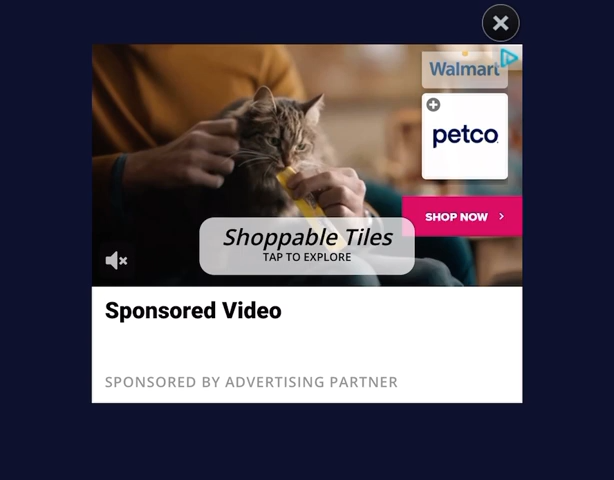 Walmart
petco
SHOP NOW
Shoppable Tiles
TAP TO EXPLORE
Sponsored Video
SPONSORED BY ADVERTISING PARTNER